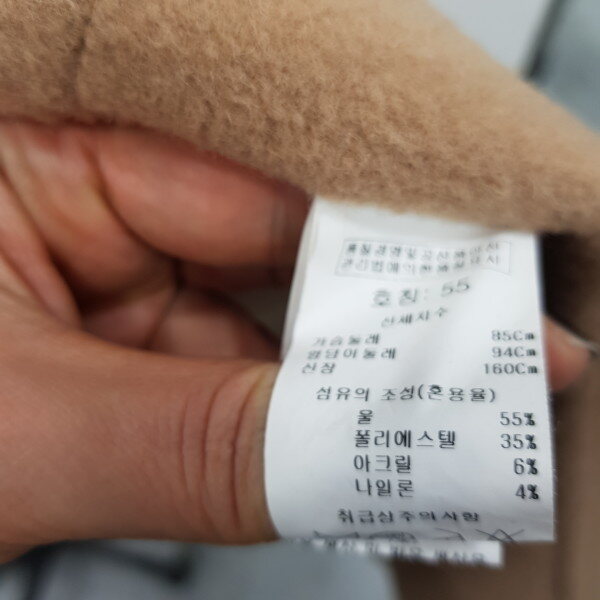 호칭: 55
신체치수
가슴둘레 85Cm
엉덩이둘레 94Cm
신장 160Cm
섬유의 조성(혼용율)
울 55%
폴리에스텔 35%
아크릴 6%
나일론 4%
취급상주의사항